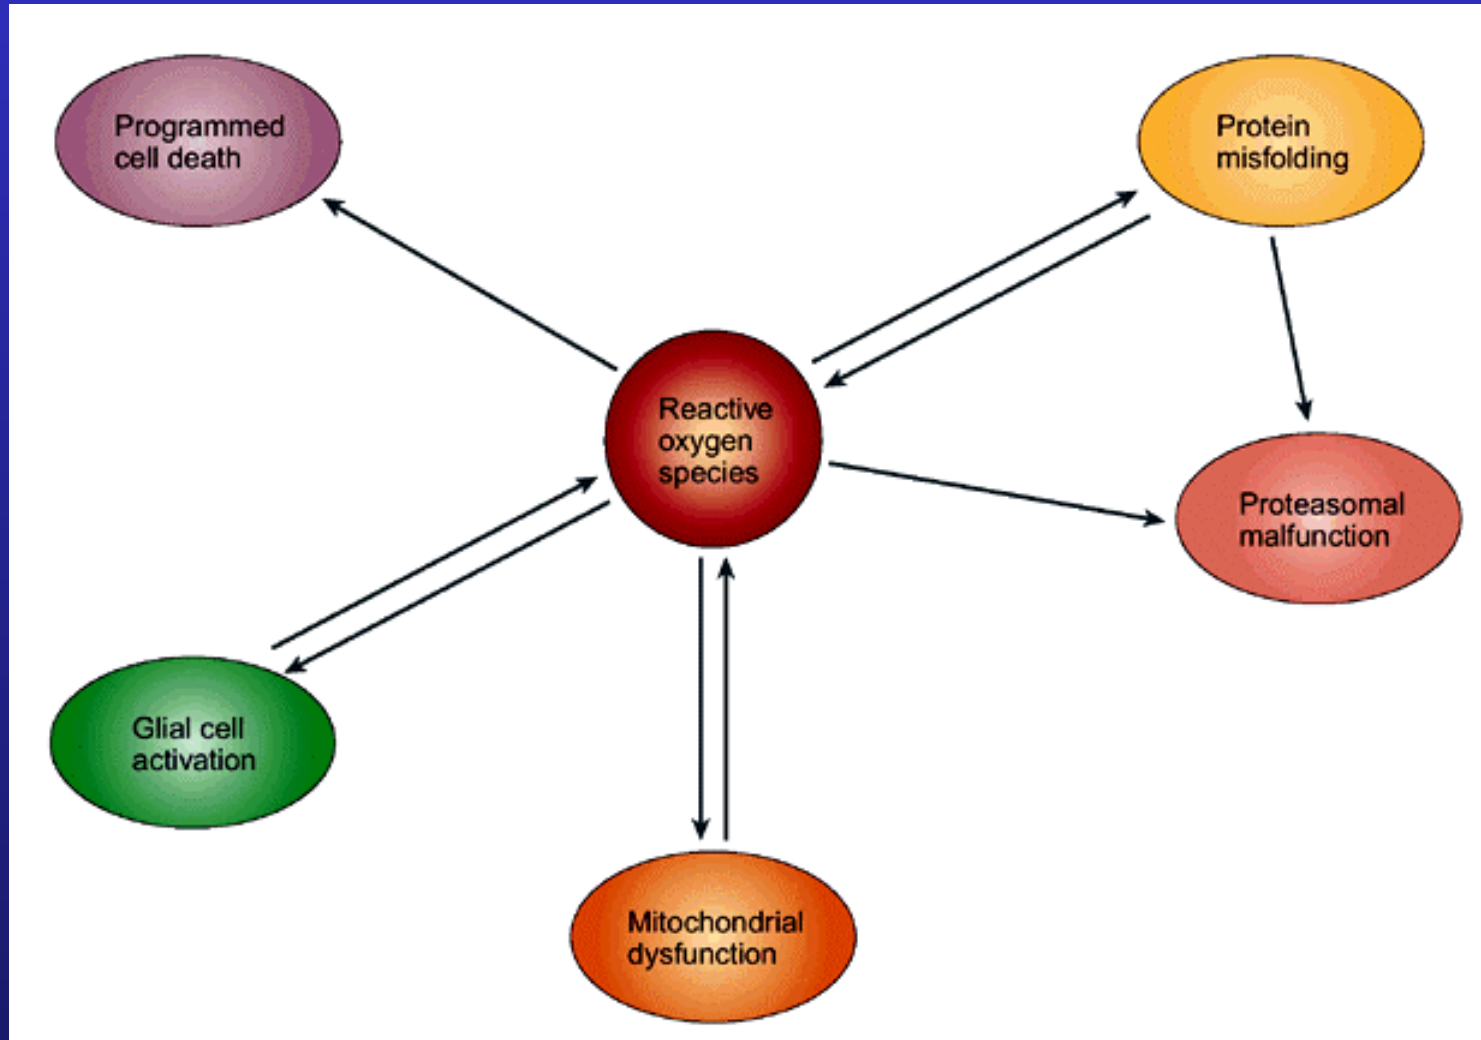 Programmed
cell death
Protein
misfolding
Reactive
oxygen
species
Proteasomal
malfunction
Glial cell
activation
Mitochondrial
dysfunction